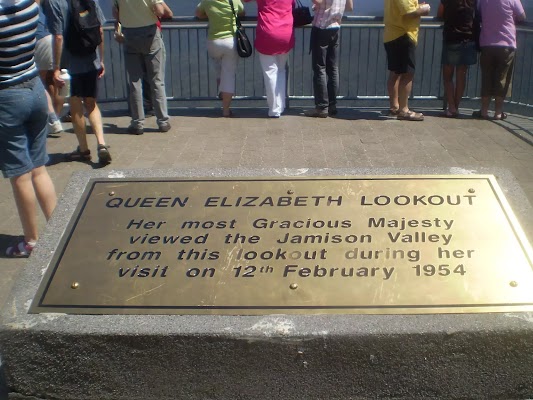 QUEEN ELIZABETH LOOKOUT
Her most Gracious Majesty
viewed the Jamison Valley
from this lookout during her
visit on 12th February 1954